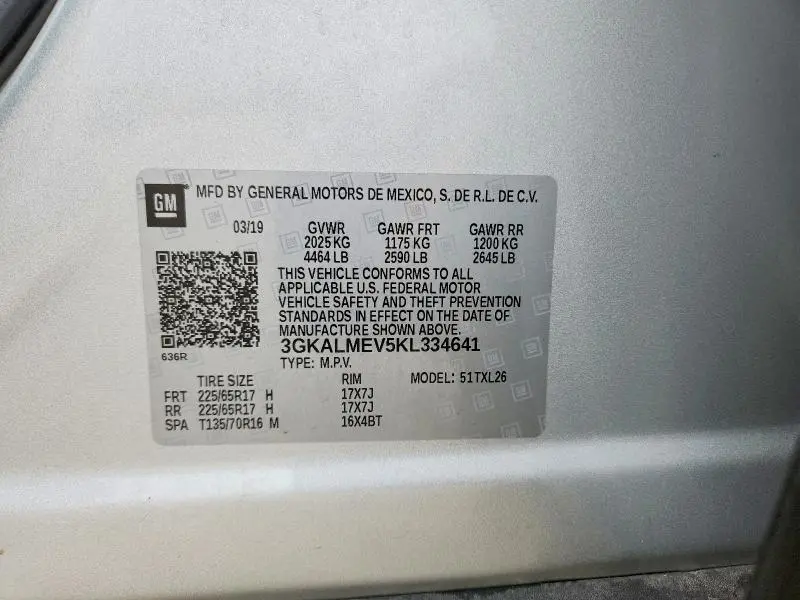 GM ® MFD BY GENERAL MOTORS DE MEXICO, S. DE R.L. DE C.V.
03/19 GVWR GAWR FRT GAWR RR
2025 KG 1175 KG 1200 KG
4464 LB 2590 LB 2645 LB
THIS VEHICLE CONFORMS TO ALL
APPLICABLE U.S. FEDERAL MOTOR
VEHICLE SAFETY AND THEFT PREVENTION
STANDARDS IN EFFECT ON THE DATE OF
MANUFACTURE SHOWN ABOVE.
636R
3GKALMEV5KL334641
TYPE: M.P.V.
TIRE SIZE RIM MODEL: 51TXL26
FRT 225/65R17 H 17X7J
RR 225/65R17 H 17X7J
SPA T135/70R16 M 16X4BT